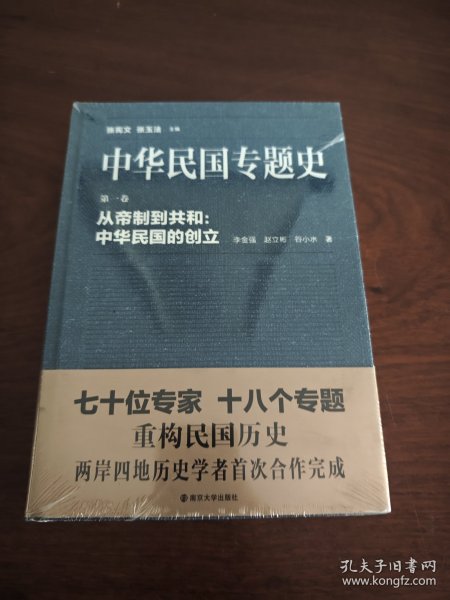 张宪文 张玉法 主编
中华民国专题史
第一卷
从帝制到共和：
中华民国的创立 李金强 赵立彬 谷小水 著
七十位专家 十八个专题
重构民国历史
两岸四地历史学者首次合作完成
南京大学出版社
孔夫子旧书网
www.kongfz.com